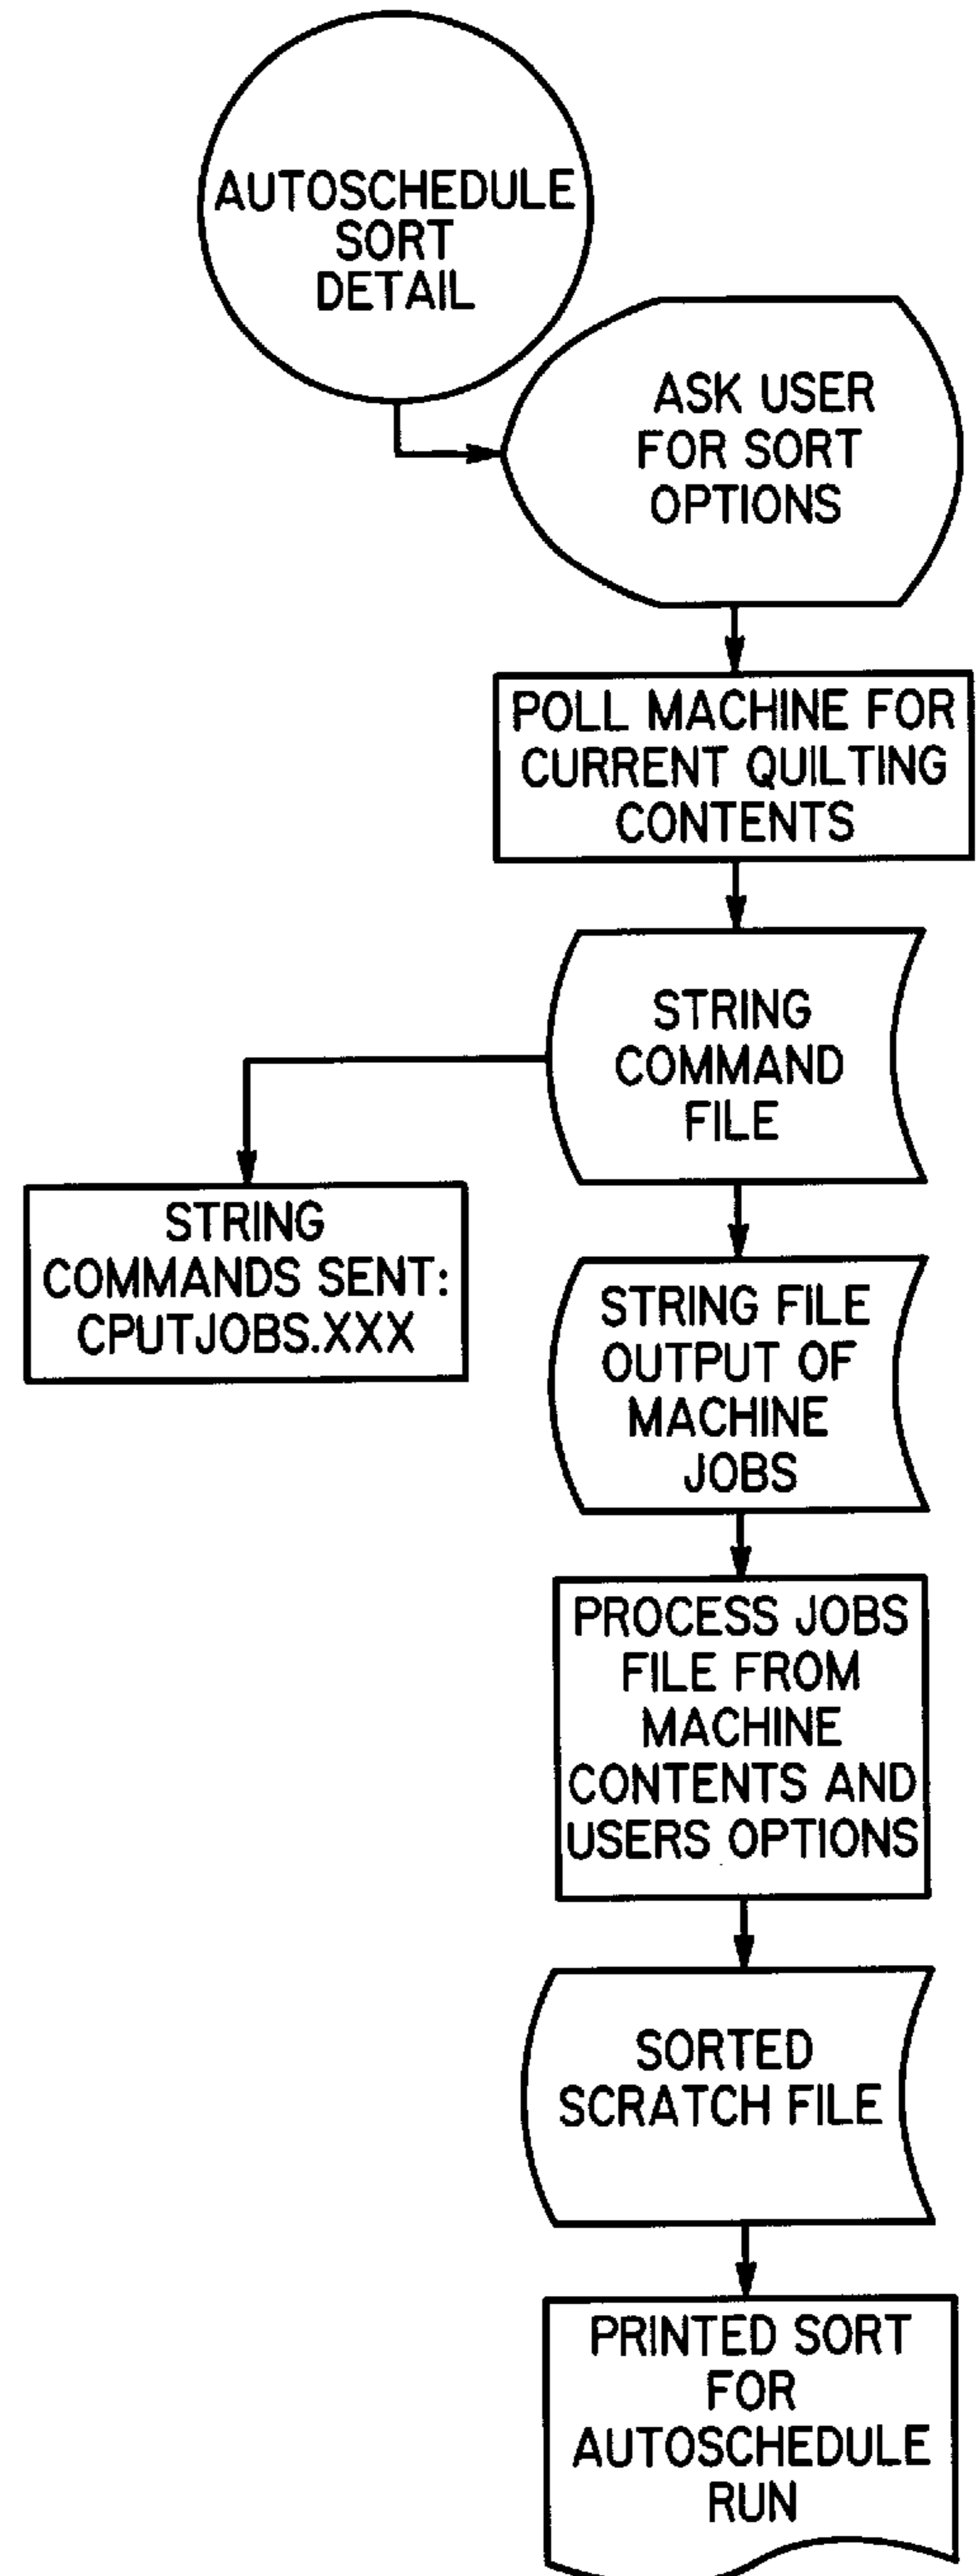 AUTOSCHEDULE
SORT
DETAIL
ASK USER
FOR SORT
OPTIONS
POLL MACHINE FOR
CURRENT QUILTING
CONTENTS
STRING
COMMAND
FILE
STRING
COMMANDS SENT:
CPUTJOBS.XXX
STRING FILE
OUTPUT OF
MACHINE
JOBS
PROCESS JOBS
FILE FROM
MACHINE
CONTENTS AND
USERS OPTIONS
SORTED
SCRATCH FILE
PRINTED SORT
FOR
AUTOSCHEDULE
RUN